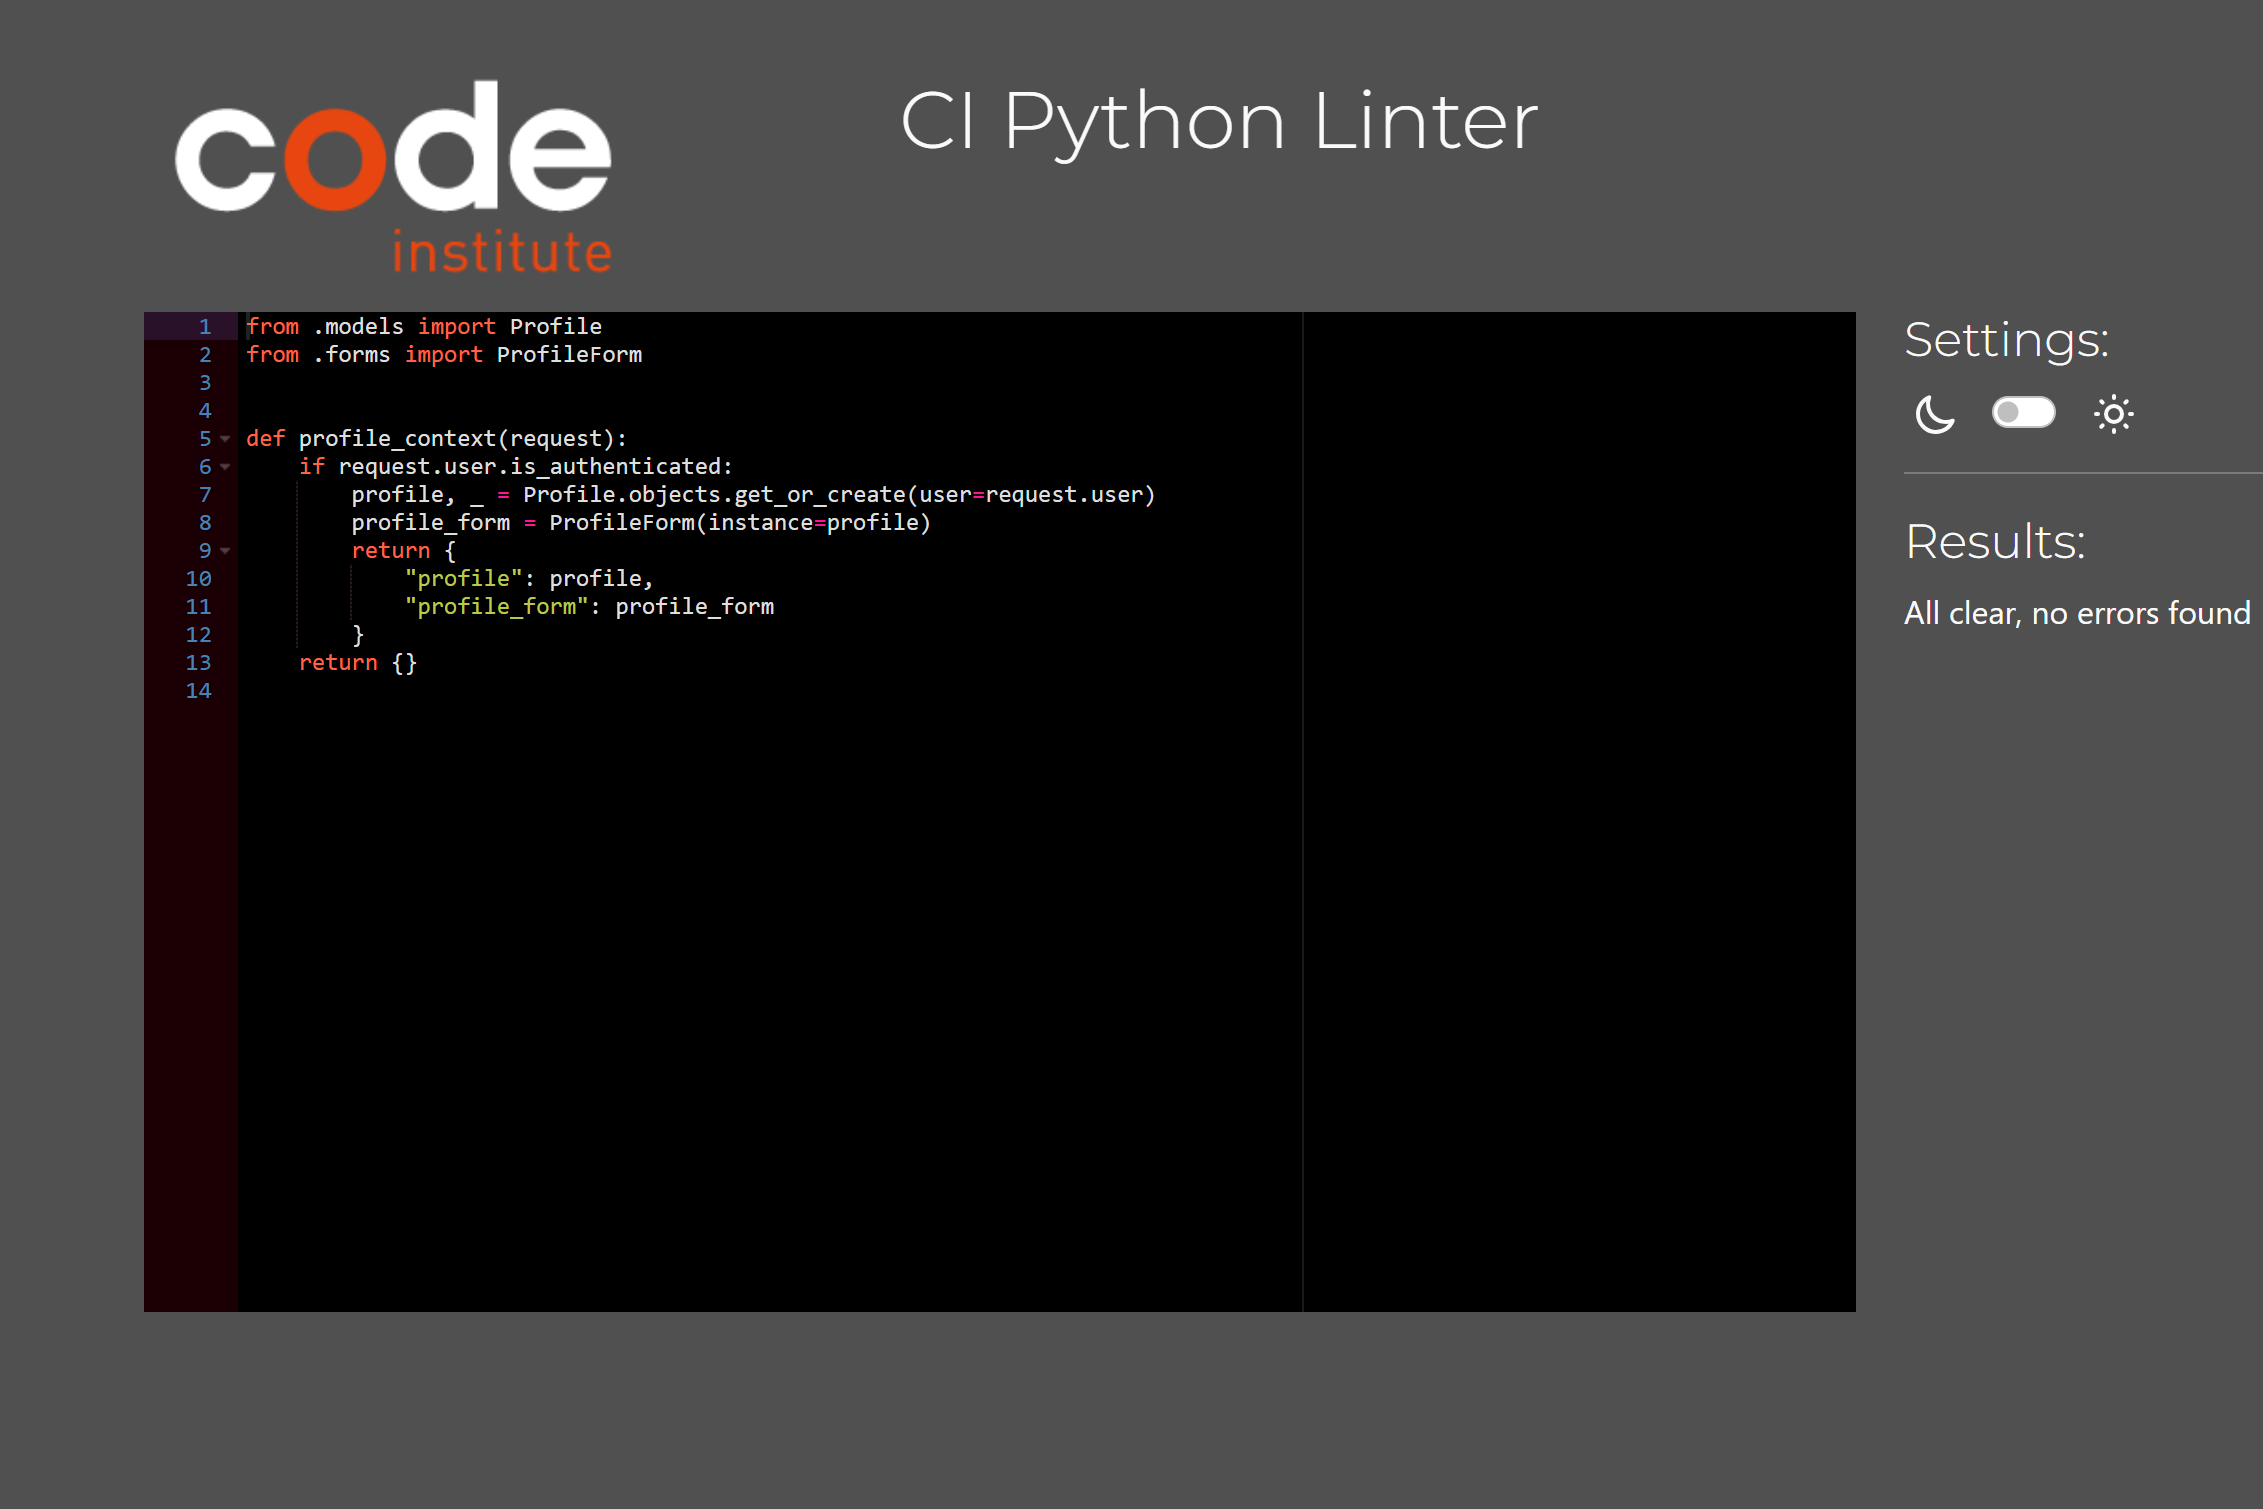 code
institute
CI Python Linter
1 from .models import Profile
2 from .forms import ProfileForm
3
4
5 def profile_context(request):
6     if request.user.is_authenticated:
7         profile, _ = Profile.objects.get_or_create(user=request.user)
8         profile_form = ProfileForm(instance=profile)
9         return {
10             "profile": profile,
11             "profile_form": profile_form
12         }
13     return {}
14
Settings:
Results:
All clear, no errors found